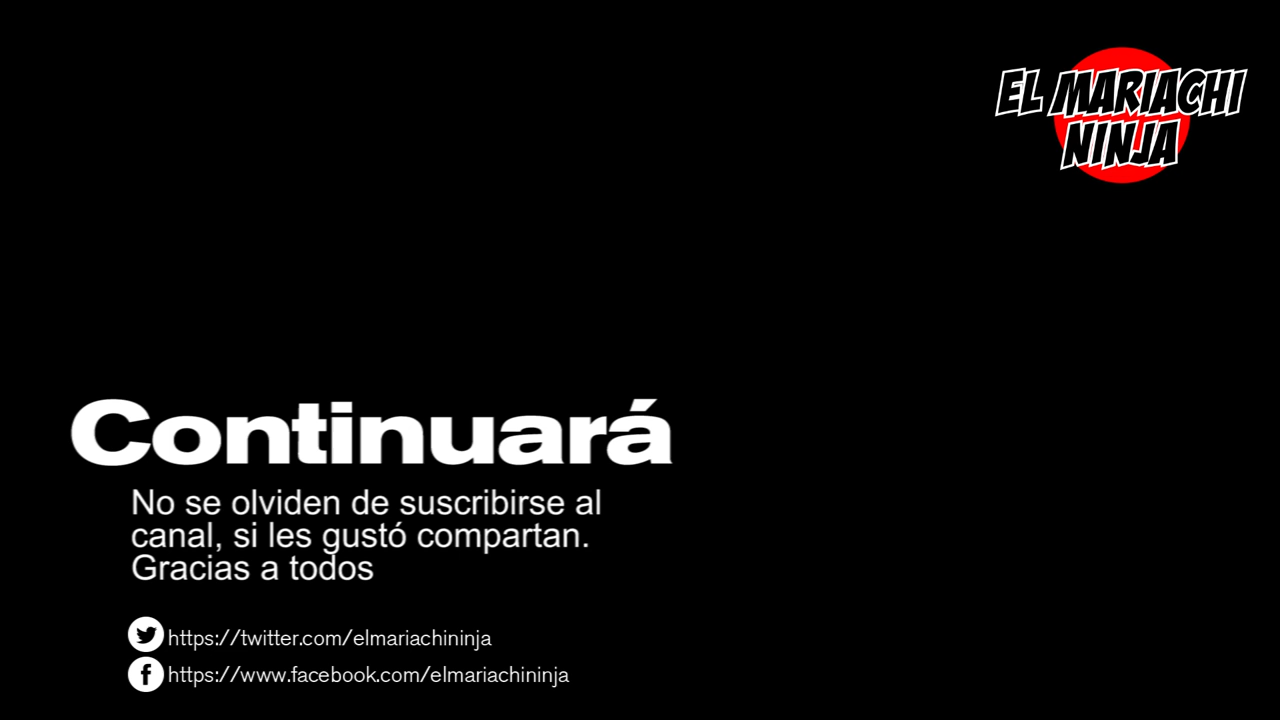 EL MARIACHI
NINJA
Continuará
No se olviden de suscribirse al
canal, si les gustó compartan.
Gracias a todos
https://twitter.com/elmariachininja
https://www.facebook.com/elmariachininja